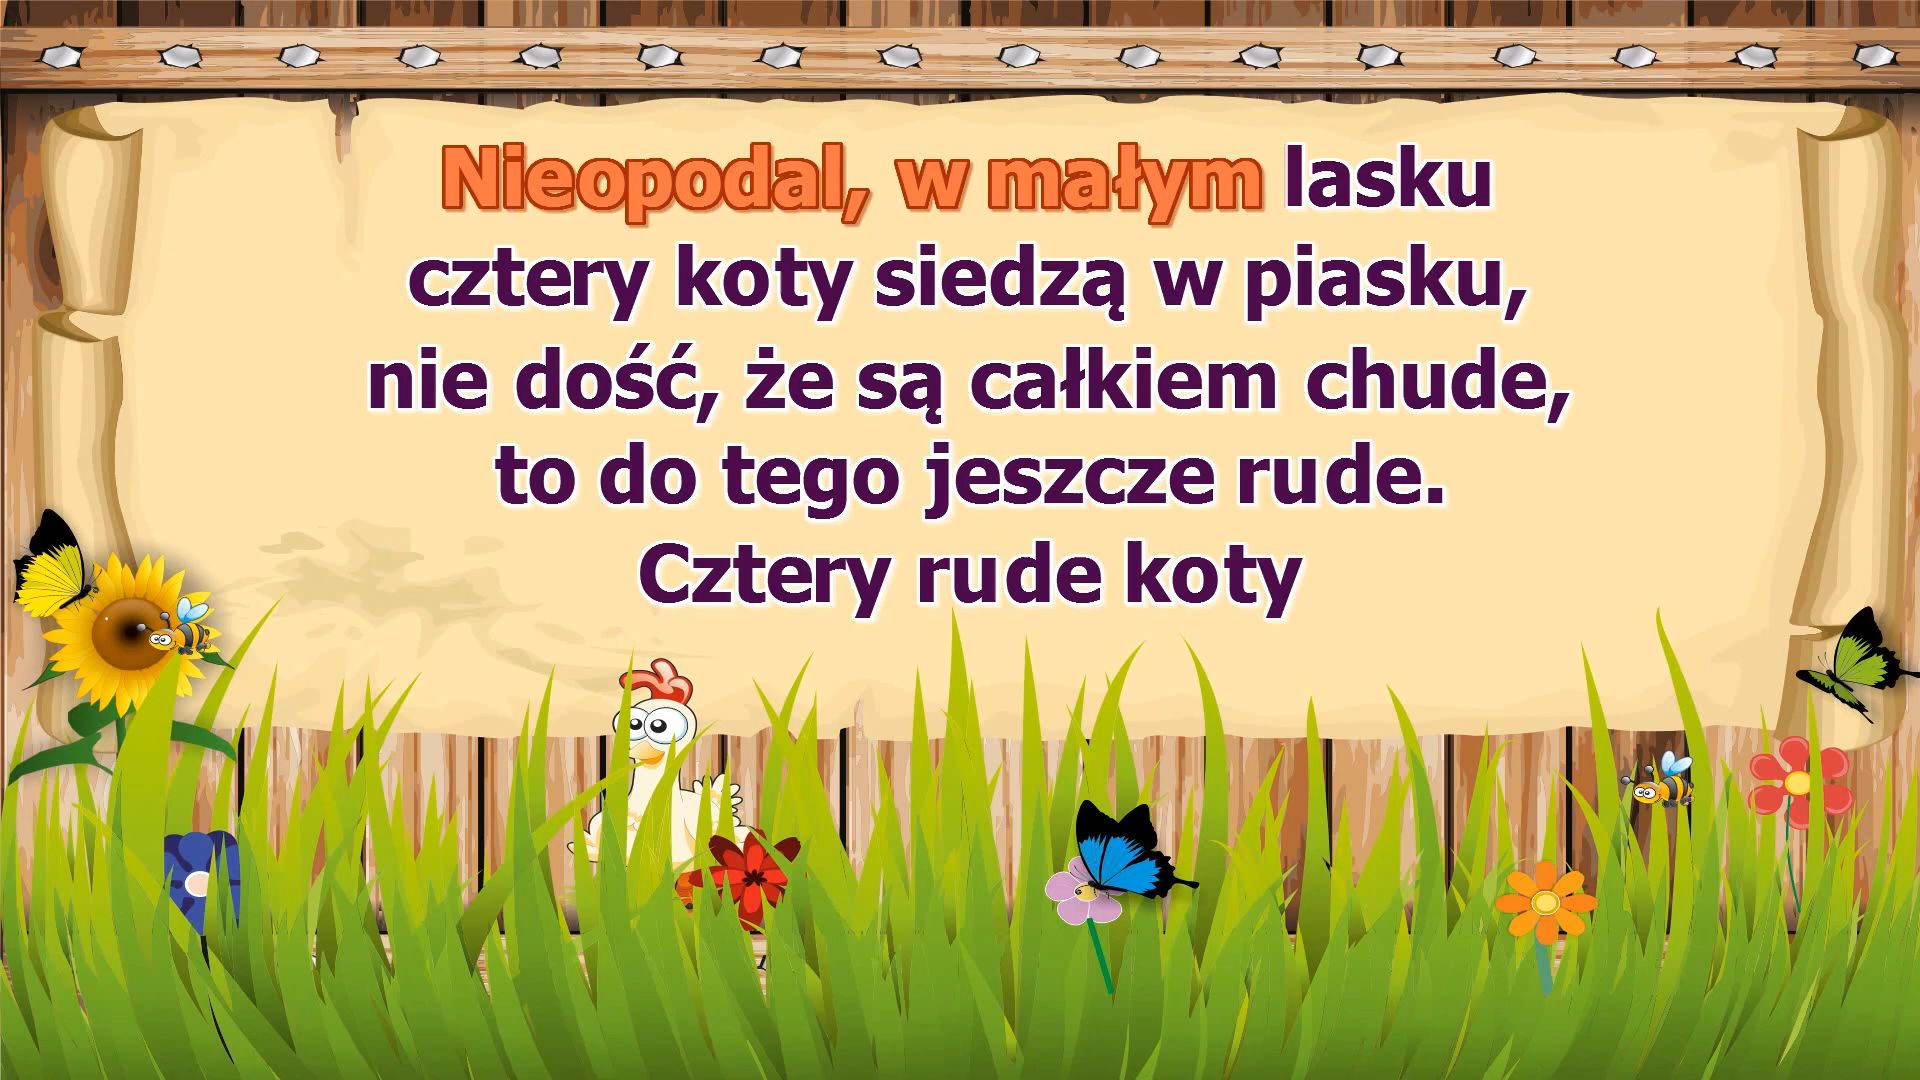 Nieopodal, w małym lasku
cztery koty siedzą w piasku,
nie dość, że są całkiem chude,
to do tego jeszcze rude.
Cztery rude koty